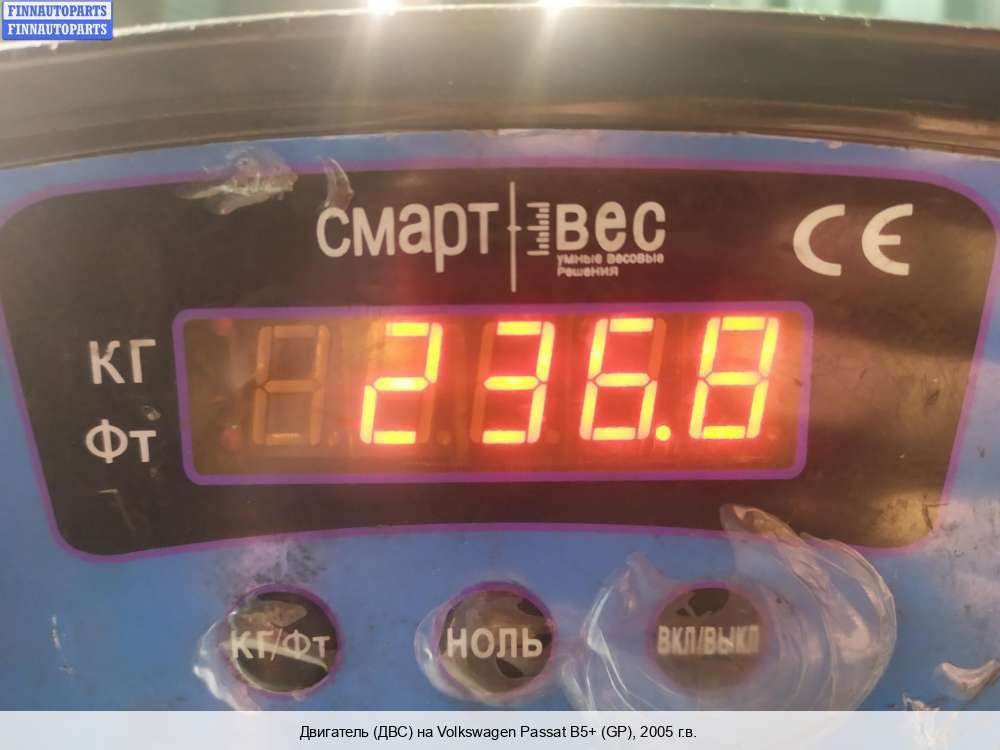 FINNAUTOPARTS
FINNAUTOPARTS
СМАРТ ВЕС
умные весовые
Решения
CE
КГ
ФТ
236.8
КГ/ФТ
НОЛЬ
ВКЛ/ВЫКЛ
Двигатель (ДВС) на Volkswagen Passat B5+ (GP), 2005 г.в.